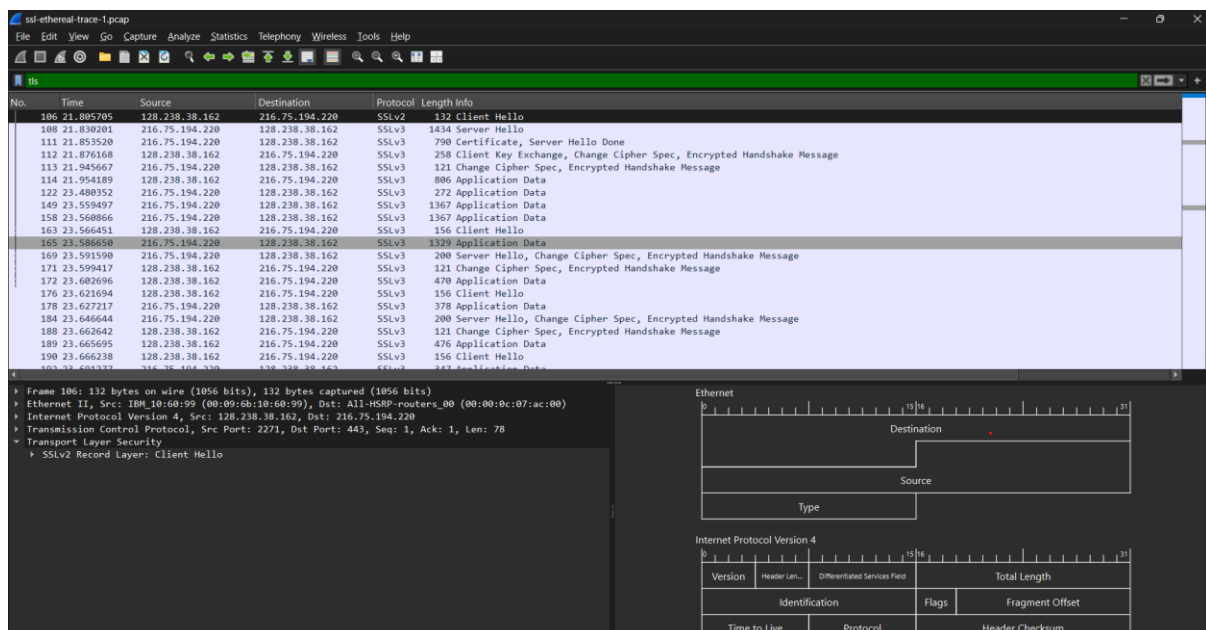 ssl-ethereal-trace-1.pcap
File Edit View Go Capture Analyze Statistics Telephony Wireless Tools Help
tls
No. Time Source Destination Protocol Length Info
106 21.805705 128.238.38.162 216.75.194.220 SSLv2 132 Client Hello
108 21.830201 216.75.194.220 128.238.38.162 SSLv3 1434 Server Hello
111 21.853520 216.75.194.220 128.238.38.162 SSLv3 790 Certificate, Server Hello Done
112 21.876168 128.238.38.162 216.75.194.220 SSLv3 258 Client Key Exchange, Change Cipher Spec, Encrypted Handshake Message
113 21.945667 216.75.194.220 128.238.38.162 SSLv3 121 Change Cipher Spec, Encrypted Handshake Message
114 21.954189 128.238.38.162 216.75.194.220 SSLv3 806 Application Data
122 23.480352 216.75.194.220 128.238.38.162 SSLv3 272 Application Data
149 23.559497 216.75.194.220 128.238.38.162 SSLv3 1367 Application Data
158 23.560866 216.75.194.220 128.238.38.162 SSLv3 1367 Application Data
163 23.566451 128.238.38.162 216.75.194.220 SSLv3 156 Client Hello
165 23.586650 216.75.194.220 128.238.38.162 SSLv3 1329 Application Data
169 23.591590 216.75.194.220 128.238.38.162 SSLv3 200 Server Hello, Change Cipher Spec, Encrypted Handshake Message
171 23.599417 128.238.38.162 216.75.194.220 SSLv3 121 Change Cipher Spec, Encrypted Handshake Message
172 23.602696 128.238.38.162 216.75.194.220 SSLv3 470 Application Data
176 23.621694 128.238.38.162 216.75.194.220 SSLv3 156 Client Hello
178 23.627217 216.75.194.220 128.238.38.162 SSLv3 378 Application Data
184 23.646644 216.75.194.220 128.238.38.162 SSLv3 200 Server Hello, Change Cipher Spec, Encrypted Handshake Message
188 23.662642 128.238.38.162 216.75.194.220 SSLv3 121 Change Cipher Spec, Encrypted Handshake Message
189 23.665695 128.238.38.162 216.75.194.220 SSLv3 476 Application Data
190 23.666238 128.238.38.162 216.75.194.220 SSLv3 156 Client Hello
Frame 106: 132 bytes on wire (1056 bits), 132 bytes captured (1056 bits)
Ethernet II, Src: IBM_10:60:99 (00:09:6b:10:60:99), Dst: All-HSRP-routers_00 (00:00:0c:07:ac:00)
Internet Protocol Version 4, Src: 128.238.38.162, Dst: 216.75.194.220
Transmission Control Protocol, Src Port: 2271, Dst Port: 443, Seq: 1, Ack: 1, Len: 78
Transport Layer Security
SSLv2 Record Layer: Client Hello
Ethernet
0 15 16 31
Destination
Source
Type
Internet Protocol Version 4
0 15 16 31
Version Header Len... Differentiated Services Field Total Length
Identification Flags Fragment Offset
Time to Live Protocol Header Checksum